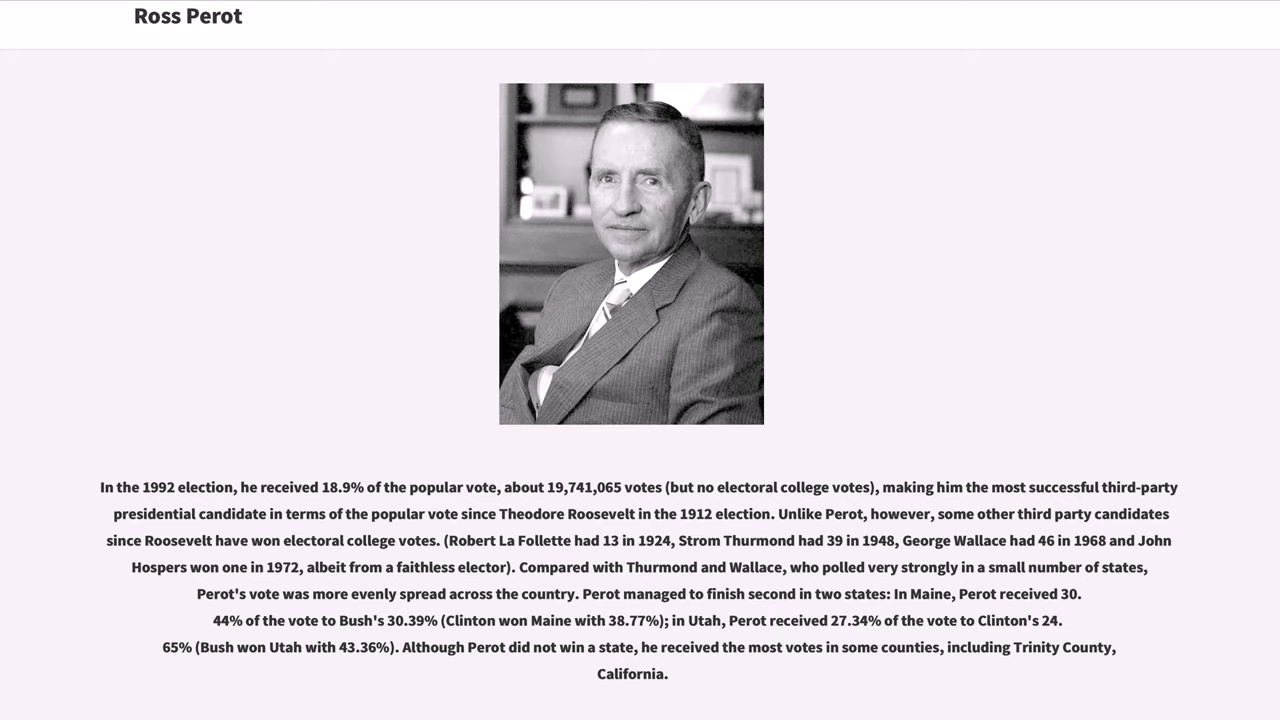 Ross Perot
In the 1992 election, he received 18.9% of the popular vote, about 19,741,065 votes (but no electoral college votes), making him the most successful third-party
presidential candidate in terms of the popular vote since Theodore Roosevelt in the 1912 election. Unlike Perot, however, some other third party candidates
since Roosevelt have won electoral college votes. (Robert La Follette had 13 in 1924, Strom Thurmond had 39 in 1948, George Wallace had 46 in 1968 and John
Hospers won one in 1972, albeit from a faithless elector). Compared with Thurmond and Wallace, who polled very strongly in a small number of states,
Perot's vote was more evenly spread across the country. Perot managed to finish second in two states: In Maine, Perot received 30.
44% of the vote to Bush's 30.39% (Clinton won Maine with 38.77%); in Utah, Perot received 27.34% of the vote to Clinton's 24.
65% (Bush won Utah with 43.36%). Although Perot did not win a state, he received the most votes in some counties, including Trinity County,
California.